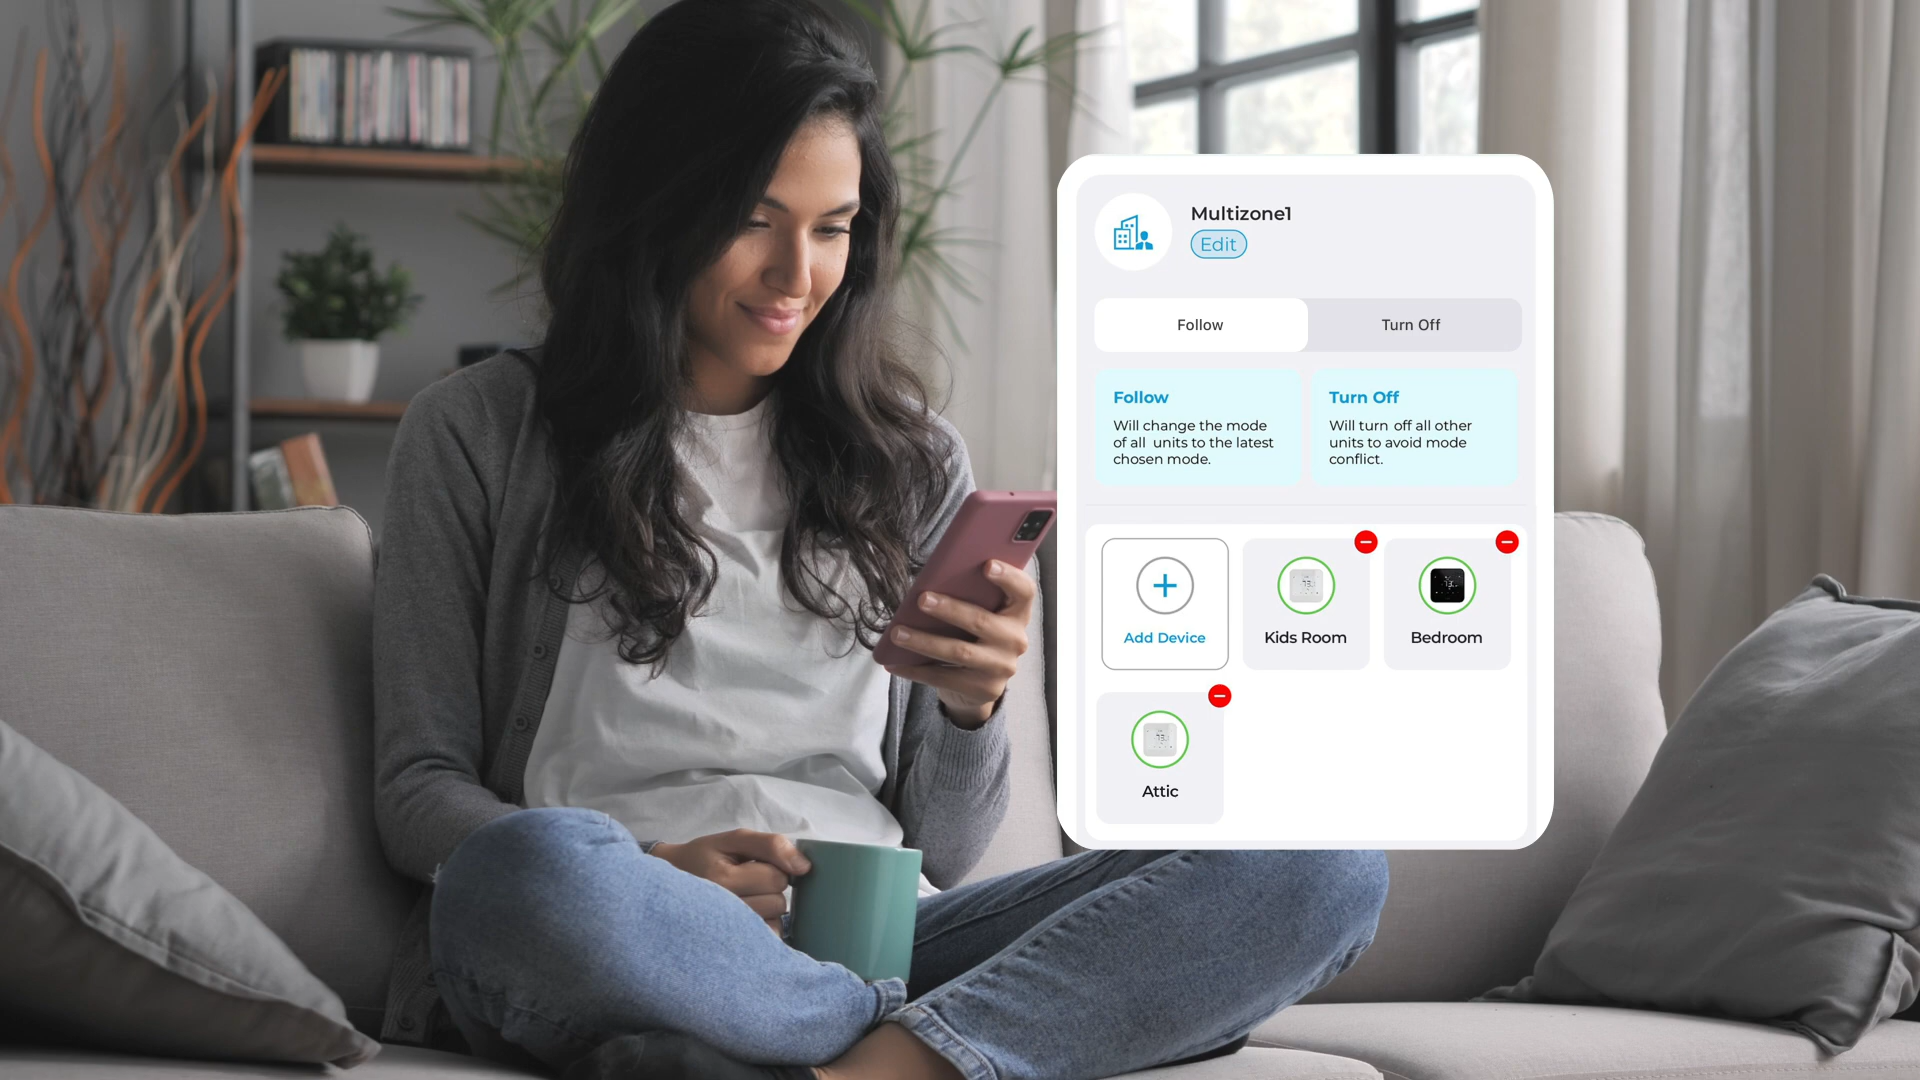 Multizone1
Edit
Follow
Turn Off
Follow
Will change the mode
of all units to the latest
chosen mode.
Turn Off
Will turn off all other
units to avoid mode
conflict.
Add Device
Kids Room
Bedroom
Attic